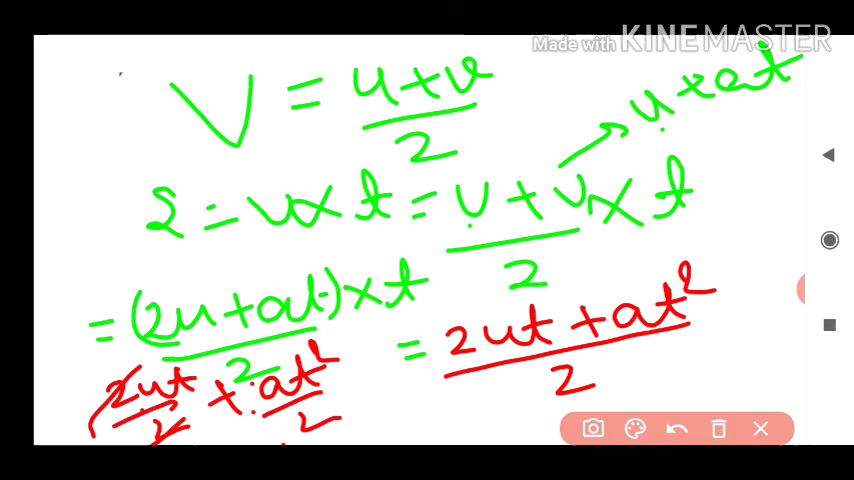 Made with KINEMASTER
V = u+v/2
u+at
S = v×t = u+v/2 × t
= (2u+at)×t/2
= 2ut+at²/2
2ut/2 + at²/2